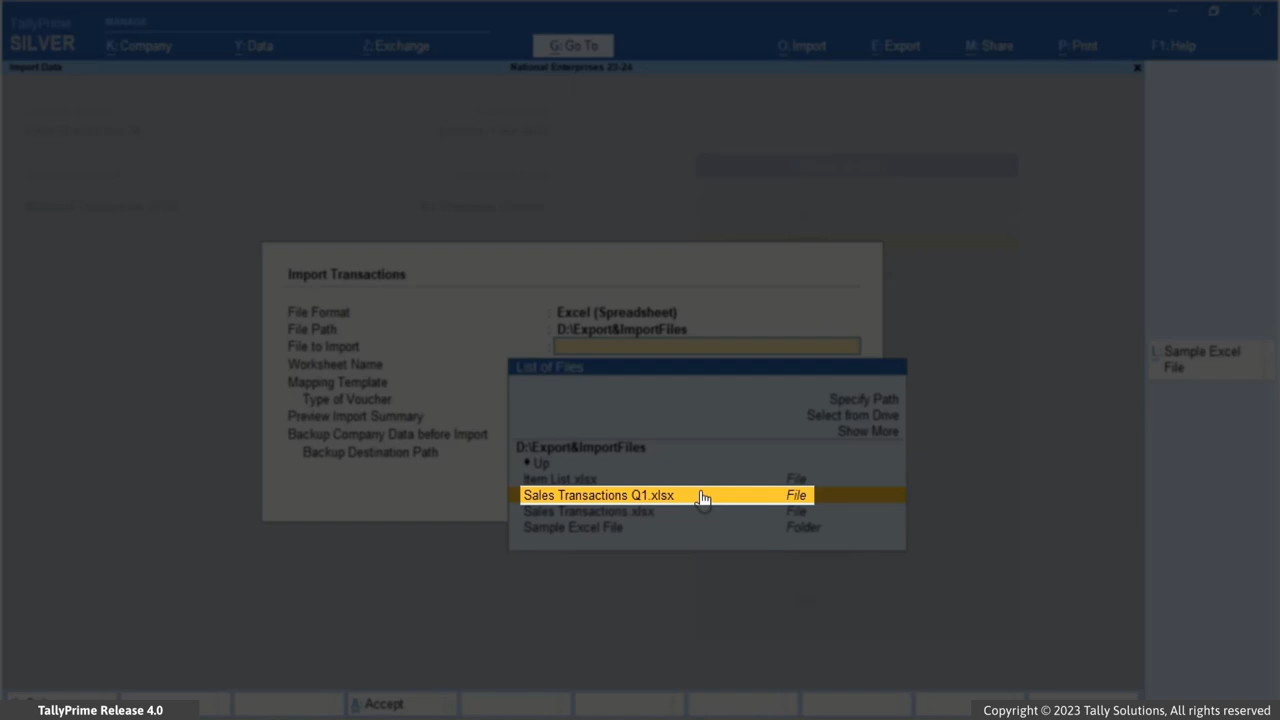 TallyPrime
MANAGE
SILVER
K: Company
Y: Data
Z: Exchange
G: Go To
O: Import
E: Export
M: Share
P: Print
F1: Help
Import Data
National Enterprises 23-24
Import Transactions
File Format : Excel (Spreadsheet)
File Path : D:\Export&ImportFiles
File to Import :
Worksheet Name
Mapping Template
Type of Voucher
Preview Import Summary
Backup Company Data before Import
Backup Destination Path
List of Files
Specify Path
Select from Drive
Show More
D:\Export&ImportFiles
♦ Up
Item List.xlsx File
Sales Transactions Q1.xlsx File
Sales Transactions.xlsx File
Sample Excel File Folder
L: Sample Excel
File
A: Accept
TallyPrime Release 4.0
Copyright © 2023 Tally Solutions, All rights reserved